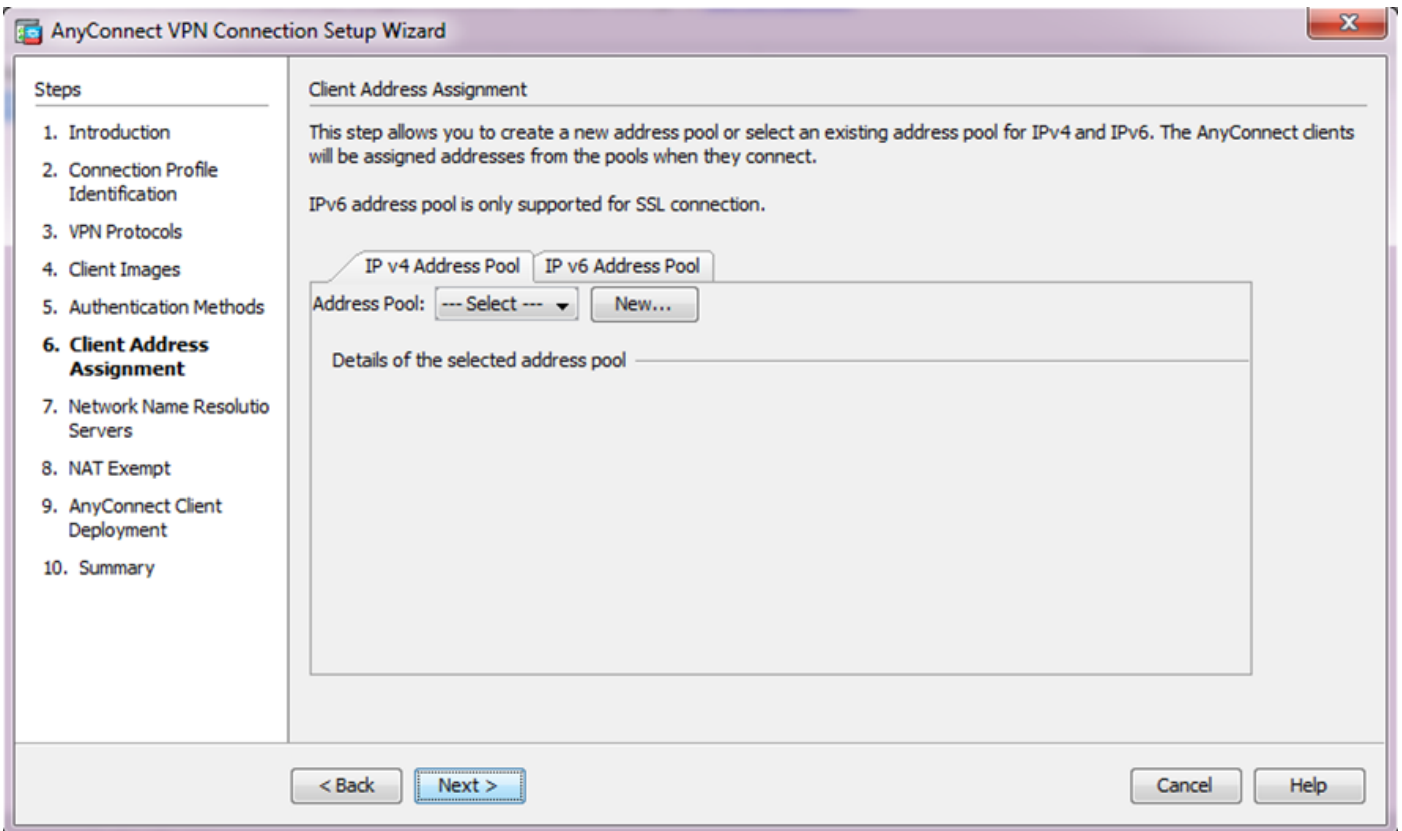 AnyConnect VPN Connection Setup Wizard
Steps
1. Introduction
2. Connection Profile
Identification
3. VPN Protocols
4. Client Images
5. Authentication Methods
6. Client Address
Assignment
7. Network Name Resolutio
Servers
8. NAT Exempt
9. AnyConnect Client
Deployment
10. Summary
Client Address Assignment
This step allows you to create a new address pool or select an existing address pool for IPv4 and IPv6. The AnyConnect clients
will be assigned addresses from the pools when they connect.
IPv6 address pool is only supported for SSL connection.
IP v4 Address Pool
IP v6 Address Pool
Address Pool: --- Select --- New...
Details of the selected address pool
< Back Next > Cancel Help